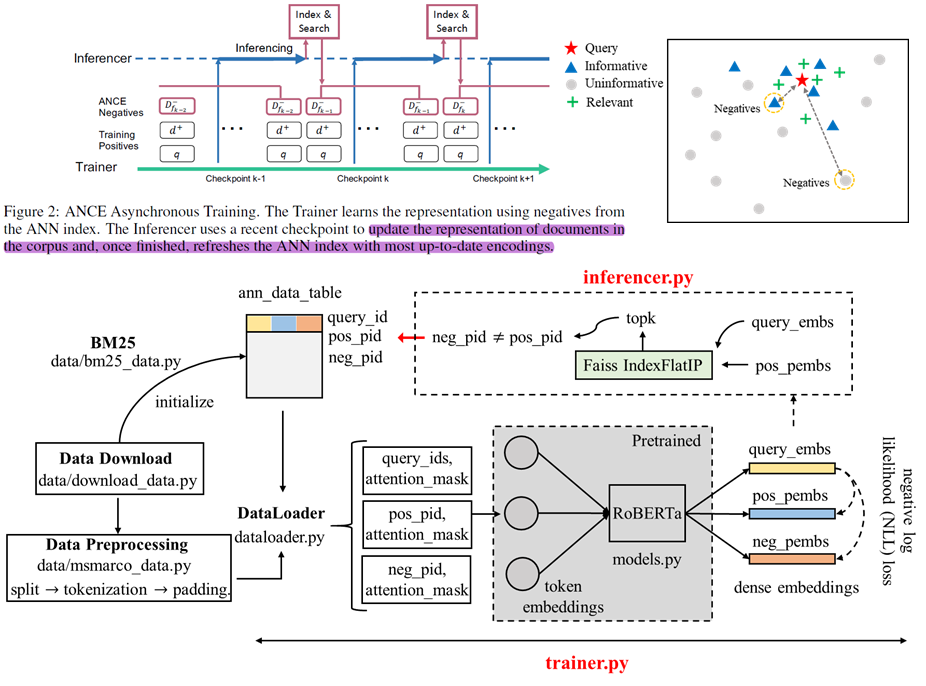 Index &
Search
Index &
Search
Inferencer
Inferencing
ANCE
Negatives
Training
Positives
Trainer
D⁻fk−2
D⁻fk−2
D⁻fk−1
D⁻fk−1
D⁻fk
d⁺
...
d⁺
d⁺
...
d⁺
d⁺
...
q
q
q
q
q
Checkpoint k-1
Checkpoint k
Checkpoint k+1
Query
Informative
Uninformative
Relevant
Negatives
Negatives
Figure 2: ANCE Asynchronous Training. The Trainer learns the representation using negatives from
the ANN index. The Inferencer uses a recent checkpoint to update the representation of documents in
the corpus and, once finished, refreshes the ANN index with most up-to-date encodings.
inferencer.py
ann_data_table
query_id
pos_pid
neg_pid
neg_pid ≠ pos_pid
topk
query_embs
Faiss IndexFlatIP
pos_pembs
BM25
data/bm25_data.py
initialize
Data Download
data/download_data.py
Data Preprocessing
data/msmarco_data.py
split → tokenization → padding.
DataLoader
dataloader.py
query_ids,
attention_mask
pos_pid,
attention_mask
neg_pid,
attention_mask
Pretrained
RoBERTa
models.py
token
embeddings
query_embs
pos_pembs
neg_pembs
dense embeddings
negative log
likelihood (NLL) loss
trainer.py